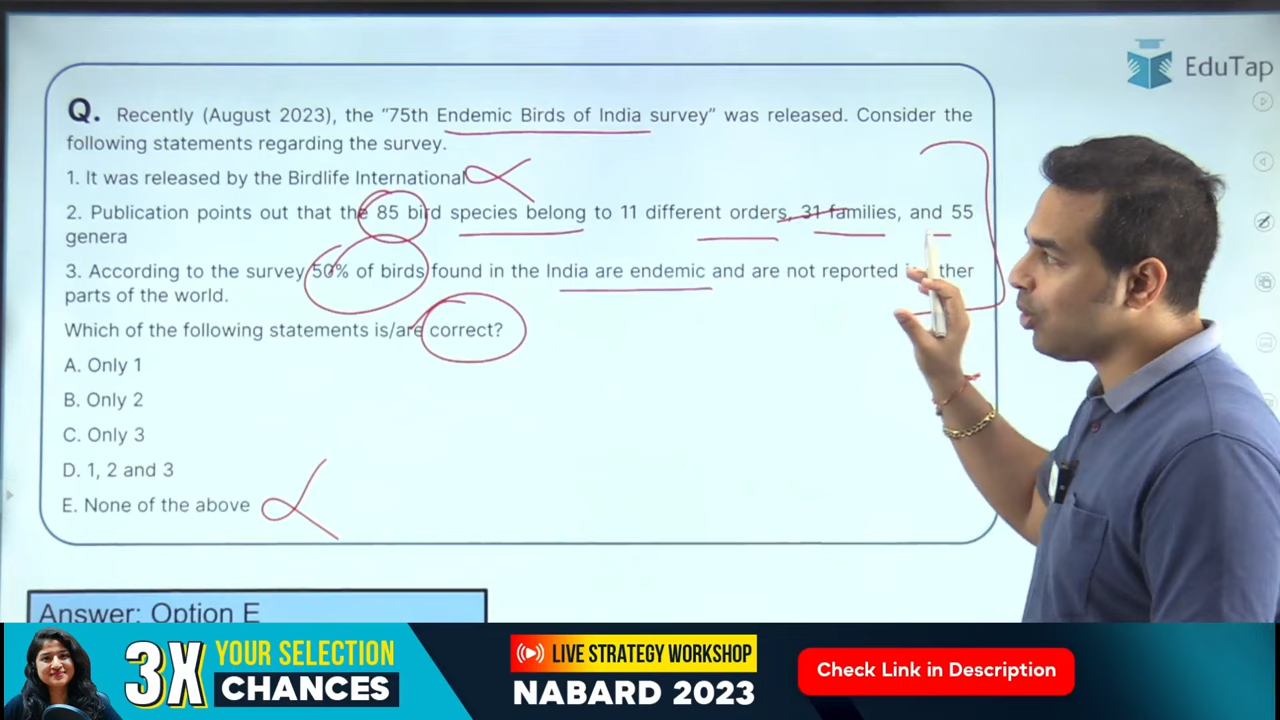 EduTap
Q. Recently (August 2023), the "75th Endemic Birds of India survey" was released. Consider the
following statements regarding the survey.
1. It was released by the Birdlife International
2. Publication points out that the 85 bird species belong to 11 different orders, 31 families, and 55
genera
3. According to the survey 50% of birds found in the India are endemic and are not reported in other
parts of the world.
Which of the following statements is/are correct?
A. Only 1
B. Only 2
C. Only 3
D. 1, 2 and 3
E. None of the above
Answer: Option E
3X YOUR SELECTION
CHANCES
LIVE STRATEGY WORKSHOP
NABARD 2023
Check Link in Description